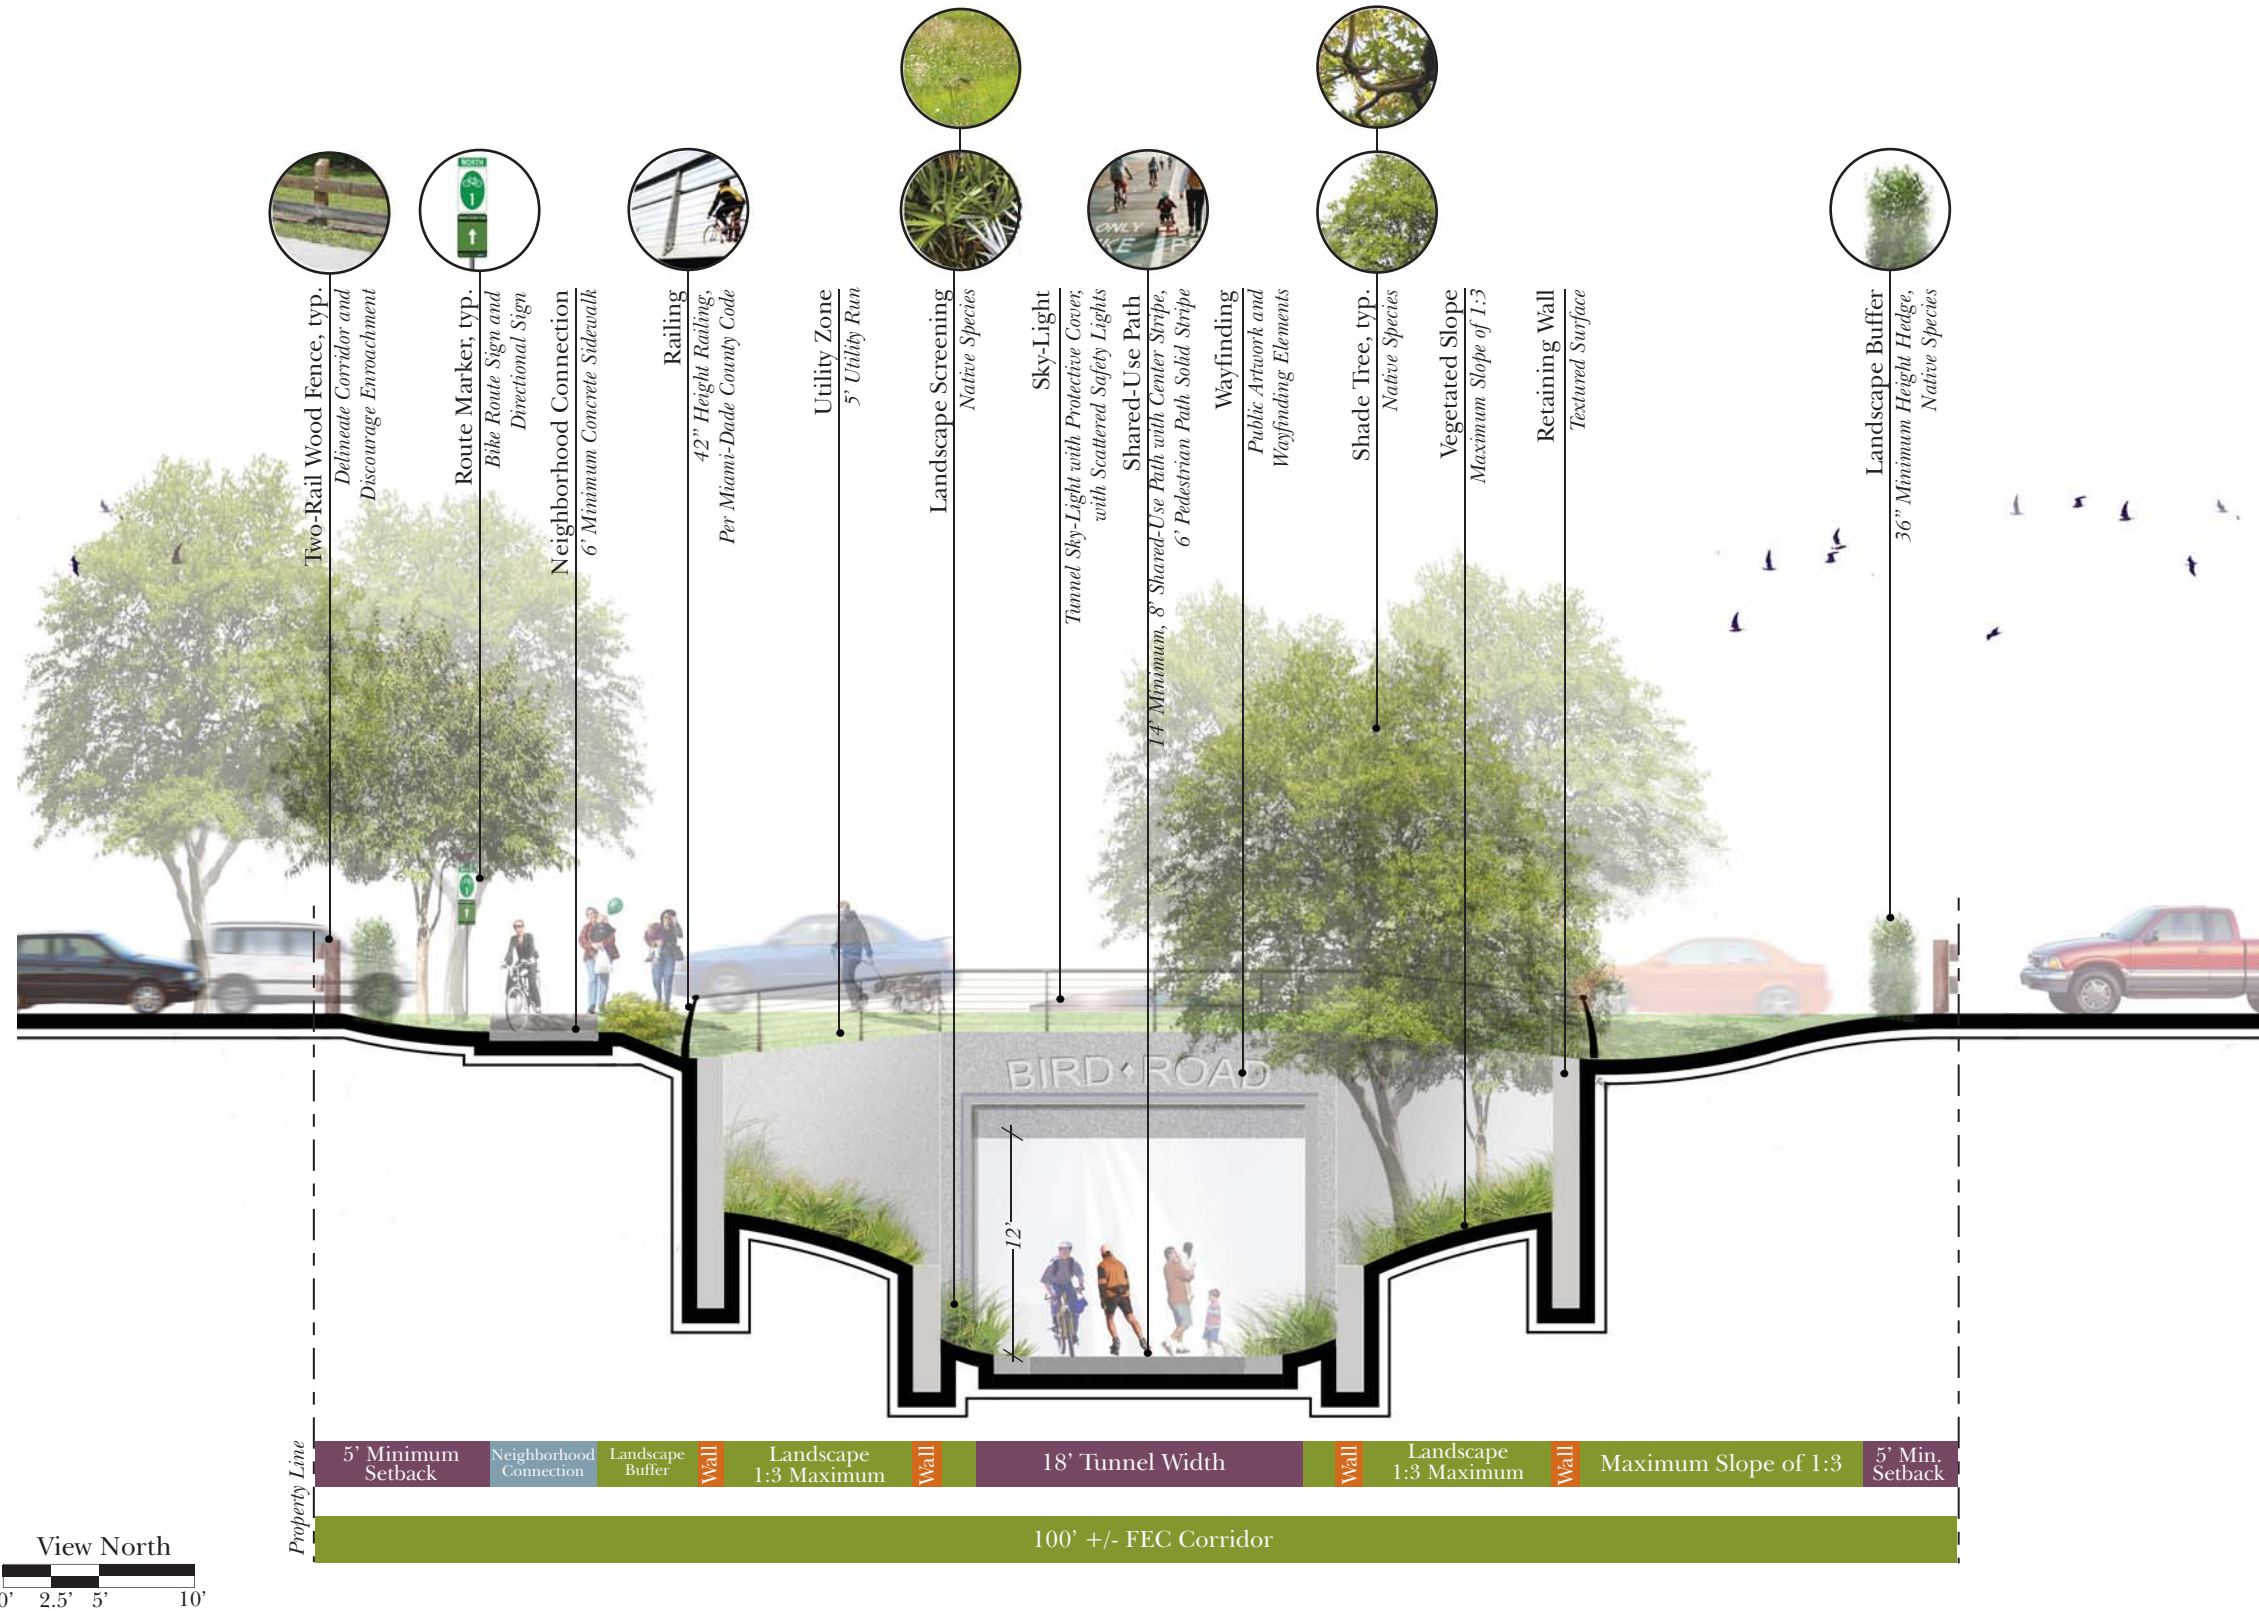 NORTH
ONLY
Two-Rail Wood Fence, typ.
Delineate Corridor and
Discourage Enroachment
Route Marker, typ.
Bike Route Sign and
Directional Sign
Neighborhood Connection
6' Minimum Concrete Sidewalk
Railing
42" Height Railing,
Per Miami-Dade County Code
Utility Zone
5' Utility Run
Landscape Screening
Native Species
Sky-Light
Tunnel Sky-Light with Protective Cover,
with Scattered Safety Lights
Shared-Use Path
14' Minimum, 8' Shared-Use Path with Center Stripe,
6' Pedestrian Path Solid Stripe
Wayfinding
Public Artwork and
Wayfinding Elements
Shade Tree, typ.
Native Species
Vegetated Slope
Maximum Slope of 1:3
Retaining Wall
Textured Surface
Landscape Buffer
36" Minimum Height Hedge,
Native Species
BIRD ROAD
12'
Property Line
5' Minimum
Setback
Neighborhood
Connection
Landscape
Buffer
Wall
Landscape
1:3 Maximum
Wall
18' Tunnel Width
Wall
Landscape
1:3 Maximum
Wall
Maximum Slope of 1:3
5' Min.
Setback
100' +/- FEC Corridor
View North
0' 2.5' 5' 10'